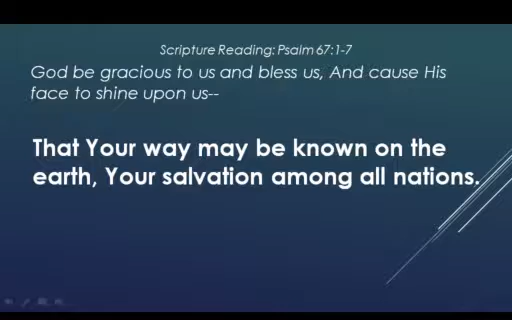 Scripture Reading: Psalm 67:1-7
God be gracious to us and bless us, And cause His
face to shine upon us--
That Your way may be known on the
earth, Your salvation among all nations.